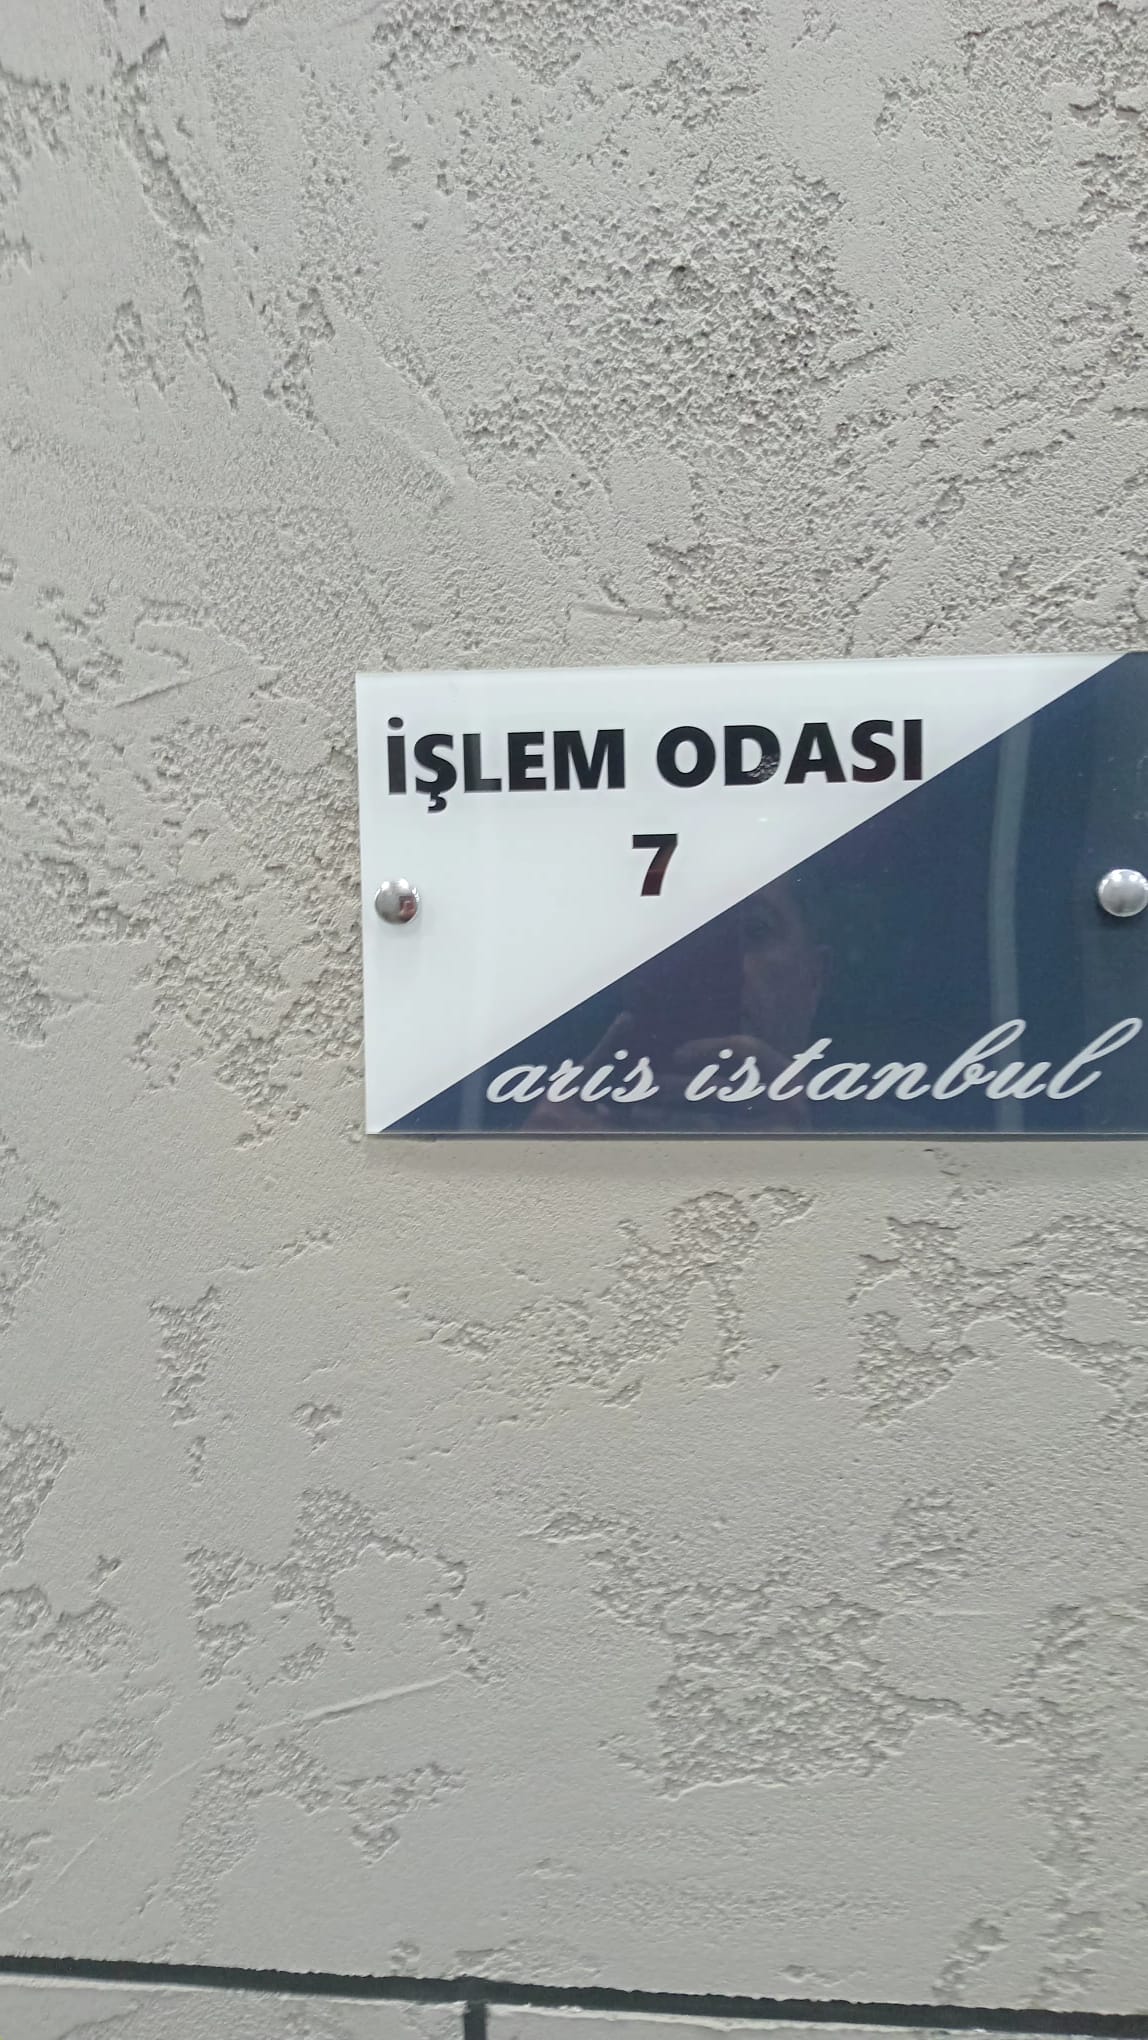 İŞLEM ODASI
7
aris istanbul